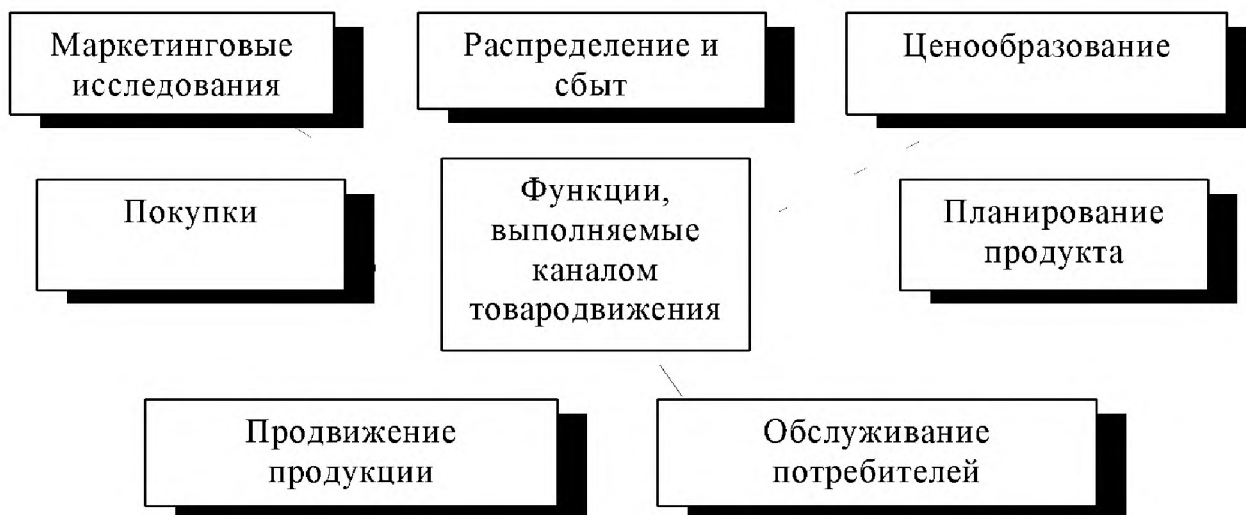 Маркетинговые
исследования
Распределение и
сбыт
Ценообразование
Покупки
Функции,
выполняемые
каналом
товародвижения
Планирование
продукта
Продвижение
продукции
Обслуживание
потребителей